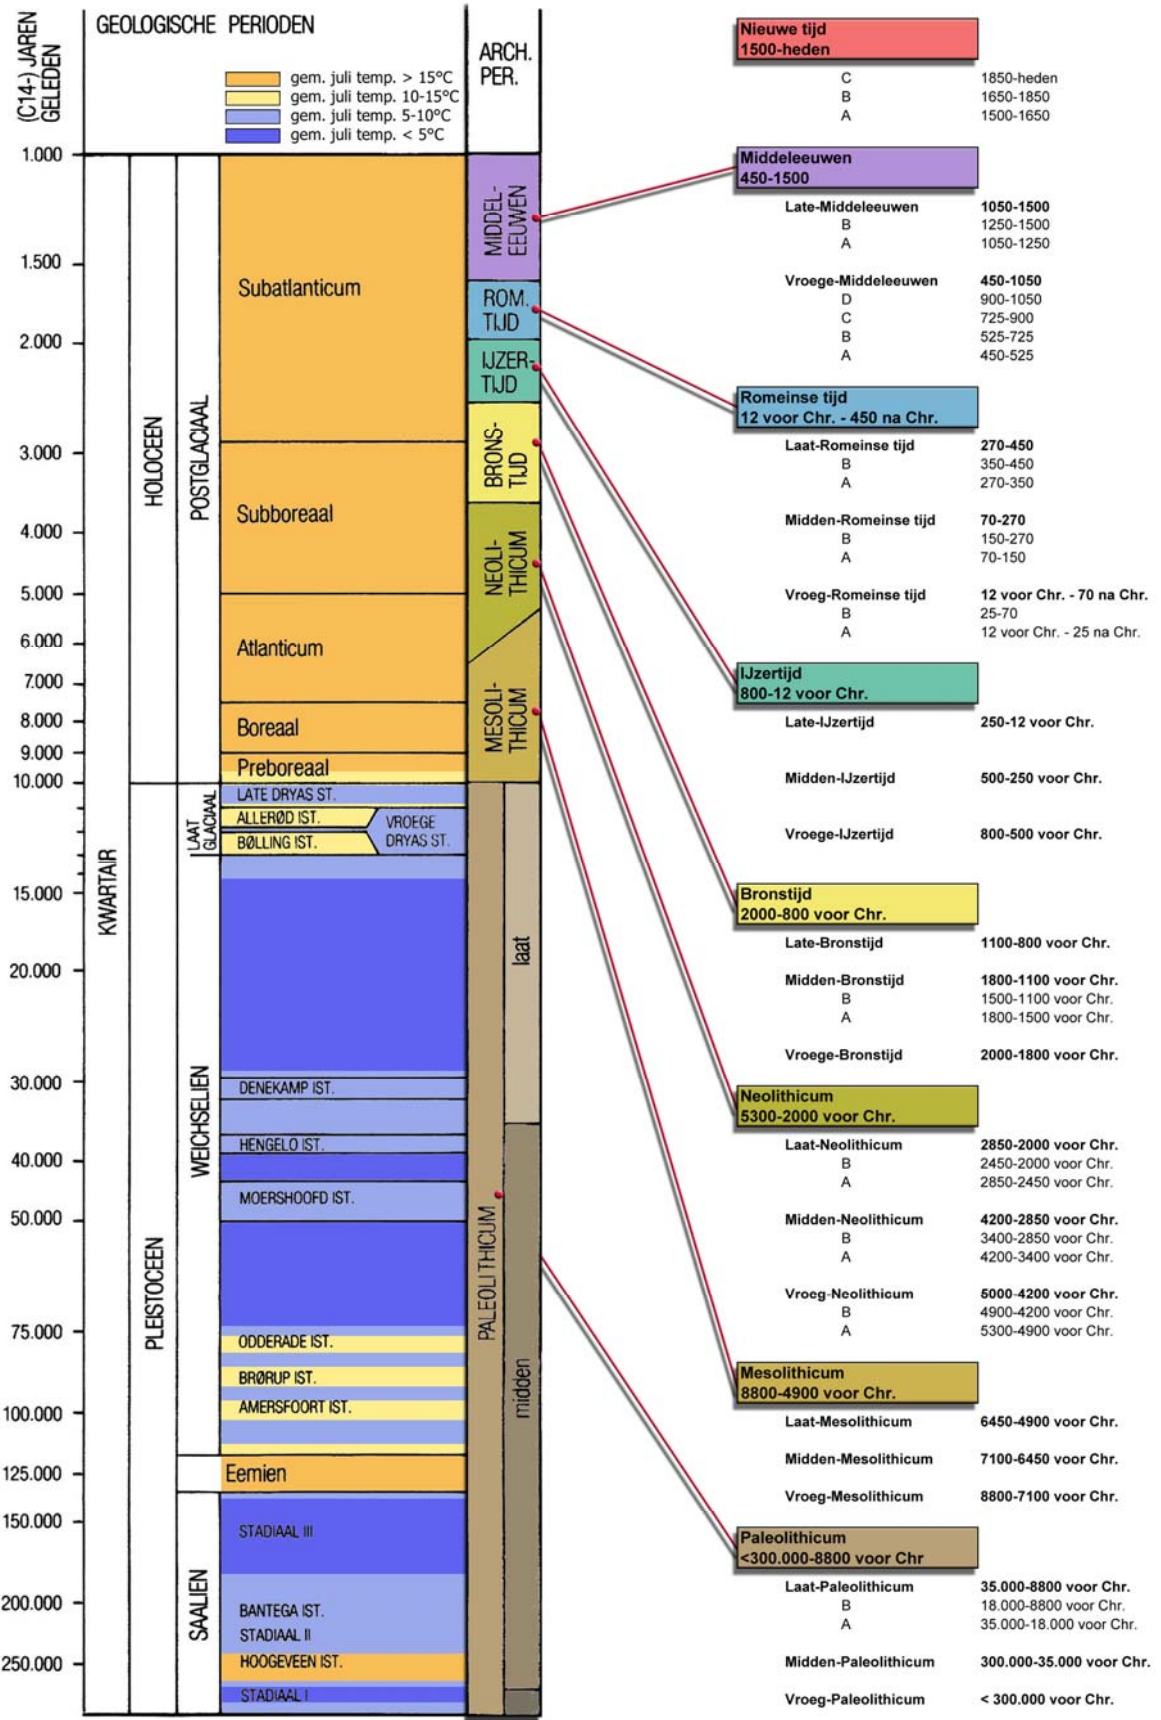 (C14-) JAREN
GELEDEN
GEOLOGISCHE PERIODEN
gem. juli temp. > 15°C
gem. juli temp. 10-15°C
gem. juli temp. 5-10°C
gem. juli temp. < 5°C
ARCH.
PER.
1.000
1.500
2.000
3.000
4.000
5.000
6.000
7.000
8.000
9.000
10.000
15.000
20.000
30.000
40.000
50.000
75.000
100.000
125.000
150.000
200.000
250.000
KWARTAIR
HOLOCEEN
PLEISTOCEEN
POSTGLACIAAL
LAAT
GLACIAAL
WEICHSELIEN
SAALIEN
Subatlanticum
Subboreaal
Atlanticum
Boreaal
Preboreaal
LATE DRYAS ST.
ALLERØD IST.
VROEGE
DRYAS ST.
BØLLING IST.
DENEKAMP IST.
HENGELO IST.
MOERSHOOFD IST.
ODDERADE IST.
BRØRUP IST.
AMERSFOORT IST.
Eemien
STADIAAL III
BANTEGA IST.
STADIAAL II
HOOGEVEEN IST.
STADIAAL I
MIDDEL-
EEUWEN
ROM.
TIJD
IJZER-
TIJD
BRONS-
TIJD
NEOLI-
THICUM
MESOLI-
THICUM
PALEOLITHICUM
laat
midden
Nieuwe tijd
1500-heden
C 1850-heden
B 1650-1850
A 1500-1650
Middeleeuwen
450-1500
Late-Middeleeuwen 1050-1500
B 1250-1500
A 1050-1250
Vroege-Middeleeuwen 450-1050
D 900-1050
C 725-900
B 525-725
A 450-525
Romeinse tijd
12 voor Chr. - 450 na Chr.
Laat-Romeinse tijd 270-450
B 350-450
A 270-350
Midden-Romeinse tijd 70-270
B 150-270
A 70-150
Vroeg-Romeinse tijd 12 voor Chr. - 70 na Chr.
B 25-70
A 12 voor Chr. - 25 na Chr.
IJzertijd
800-12 voor Chr.
Late-IJzertijd 250-12 voor Chr.
Midden-IJzertijd 500-250 voor Chr.
Vroege-IJzertijd 800-500 voor Chr.
Bronstijd
2000-800 voor Chr.
Late-Bronstijd 1100-800 voor Chr.
Midden-Bronstijd 1800-1100 voor Chr.
B 1500-1100 voor Chr.
A 1800-1500 voor Chr.
Vroege-Bronstijd 2000-1800 voor Chr.
Neolithicum
5300-2000 voor Chr.
Laat-Neolithicum 2850-2000 voor Chr.
B 2450-2000 voor Chr.
A 2850-2450 voor Chr.
Midden-Neolithicum 4200-2850 voor Chr.
B 3400-2850 voor Chr.
A 4200-3400 voor Chr.
Vroeg-Neolithicum 5000-4200 voor Chr.
B 4900-4200 voor Chr.
A 5300-4900 voor Chr.
Mesolithicum
8800-4900 voor Chr.
Laat-Mesolithicum 6450-4900 voor Chr.
Midden-Mesolithicum 7100-6450 voor Chr.
Vroeg-Mesolithicum 8800-7100 voor Chr.
Paleolithicum
<300.000-8800 voor Chr
Laat-Paleolithicum 35.000-8800 voor Chr.
B 18.000-8800 voor Chr.
A 35.000-18.000 voor Chr.
Midden-Paleolithicum 300.000-35.000 voor Chr.
Vroeg-Paleolithicum < 300.000 voor Chr.